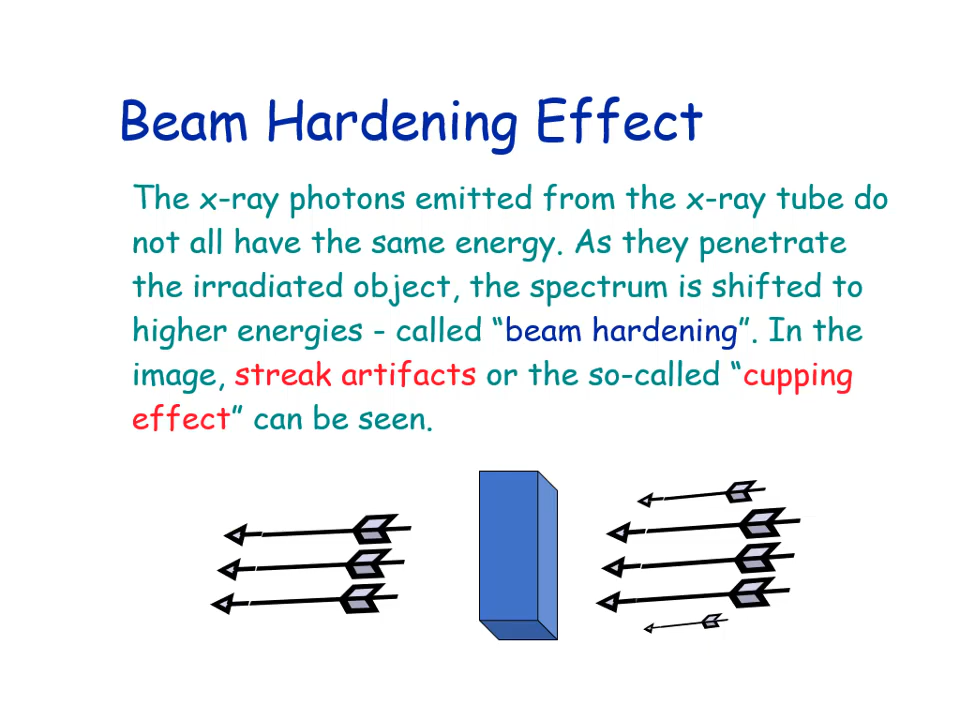 Beam Hardening Effect
The x-ray photons emitted from the x-ray tube do
not all have the same energy. As they penetrate
the irradiated object, the spectrum is shifted to
higher energies - called “beam hardening”. In the
image, streak artifacts or the so-called “cupping
effect” can be seen.